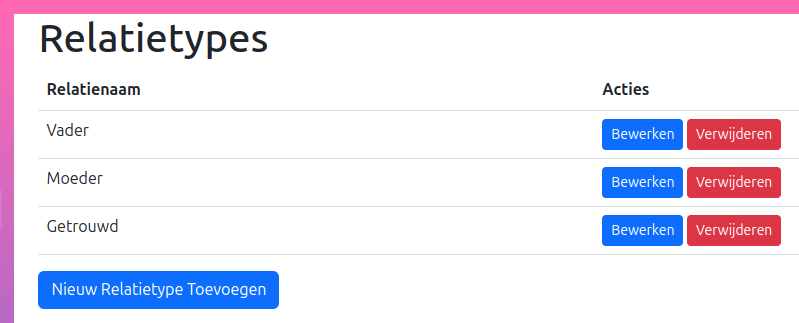 Relatietypes
Relatienaam Acties
Vader Bewerken Verwijderen
Moeder Bewerken Verwijderen
Getrouwd Bewerken Verwijderen
Nieuw Relatietype Toevoegen